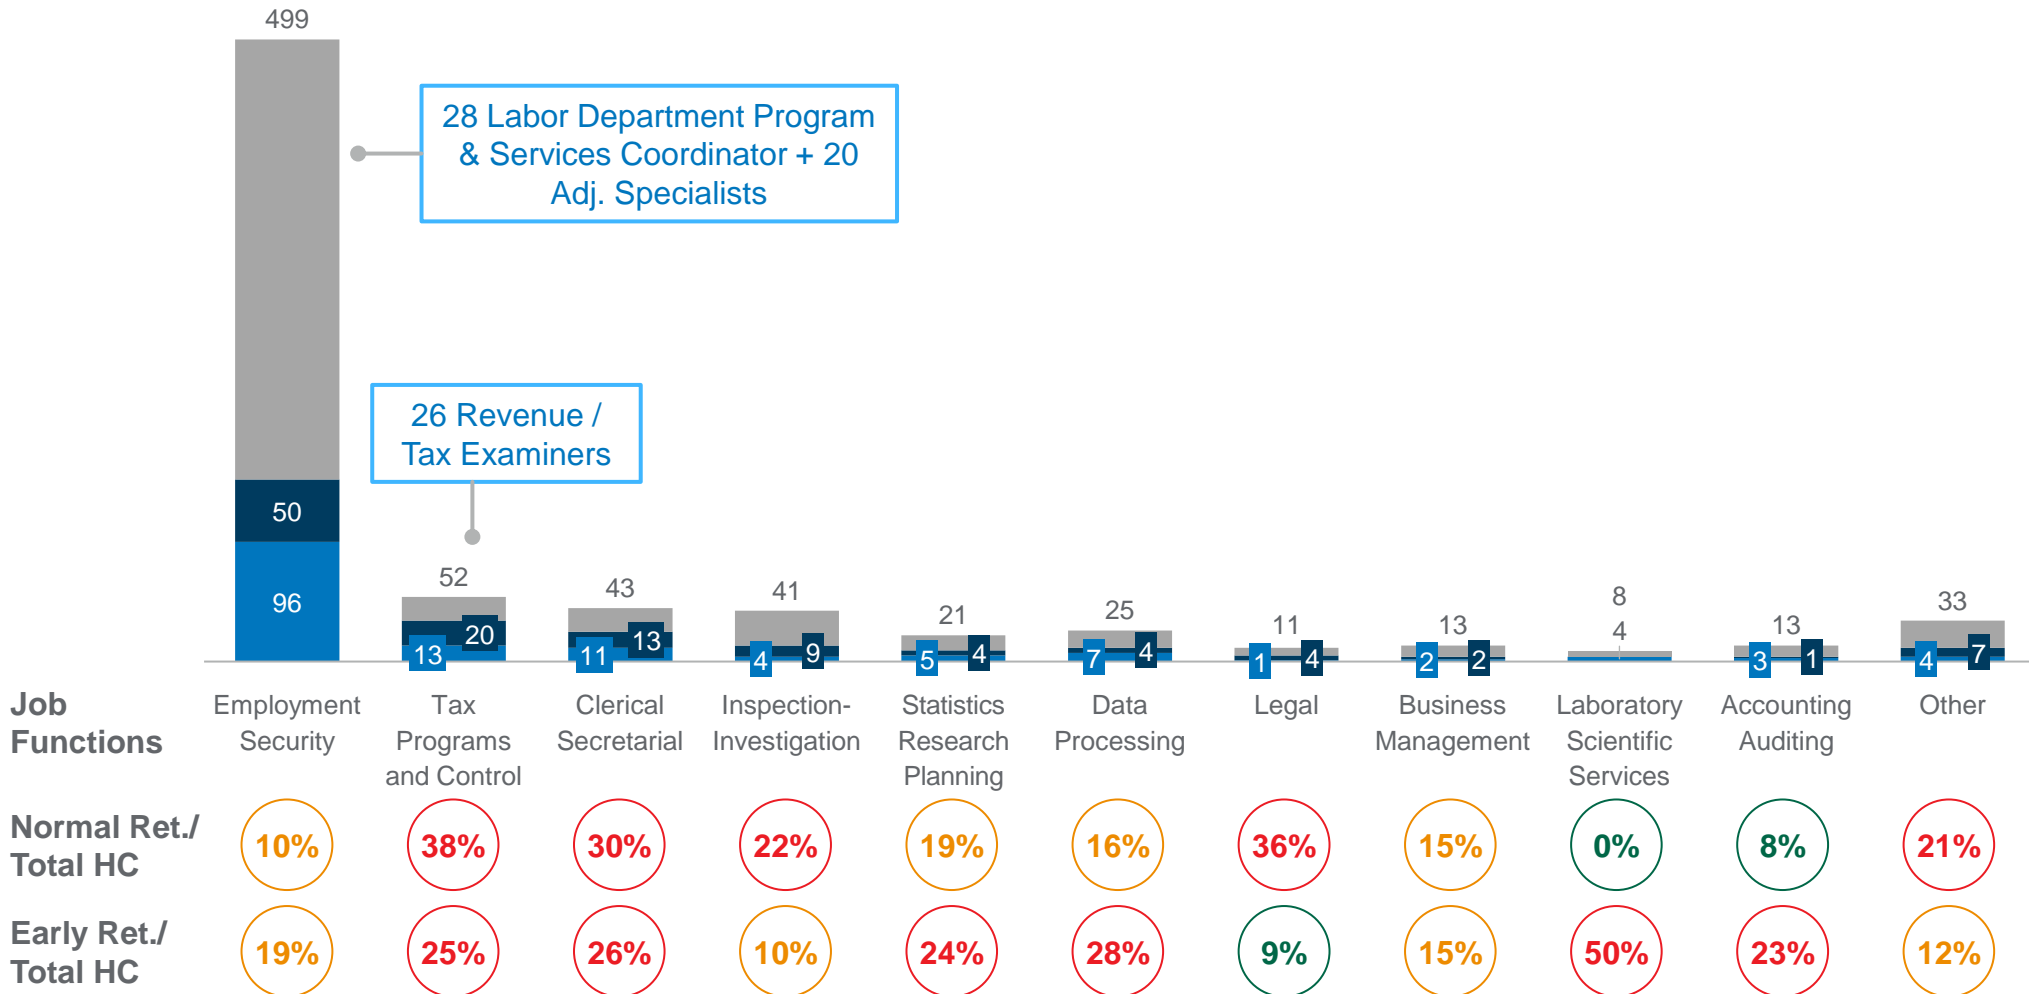 499
28 Labor Department Program
& Services Coordinator + 20
Adj. Specialists
26 Revenue /
Tax Examiners
50
96
52
20
13
43
13
11
41
9
4
21
4
5
25
4
7
11
4
1
13
2
2
8
4
13
1
3
33
7
4
Job
Functions
Employment
Security
Tax
Programs
and Control
Clerical
Secretarial
Inspection-
Investigation
Statistics
Research
Planning
Data
Processing
Legal
Business
Management
Laboratory
Scientific
Services
Accounting
Auditing
Other
Normal Ret./
Total HC
10%
38%
30%
22%
19%
16%
36%
15%
0%
8%
21%
Early Ret./
Total HC
19%
25%
26%
10%
24%
28%
9%
15%
50%
23%
12%